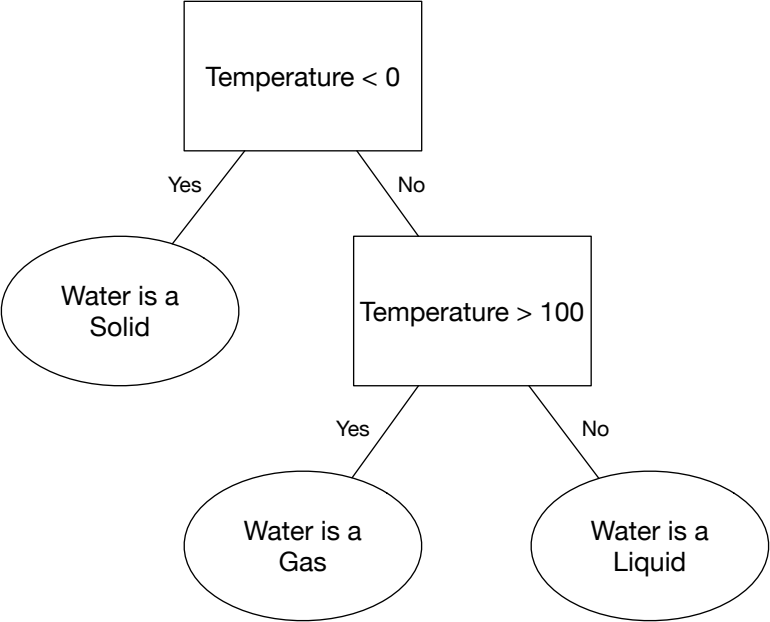 Temperature < 0
Yes
No
Water is a
Solid
Temperature > 100
Yes
No
Water is a
Gas
Water is a
Liquid